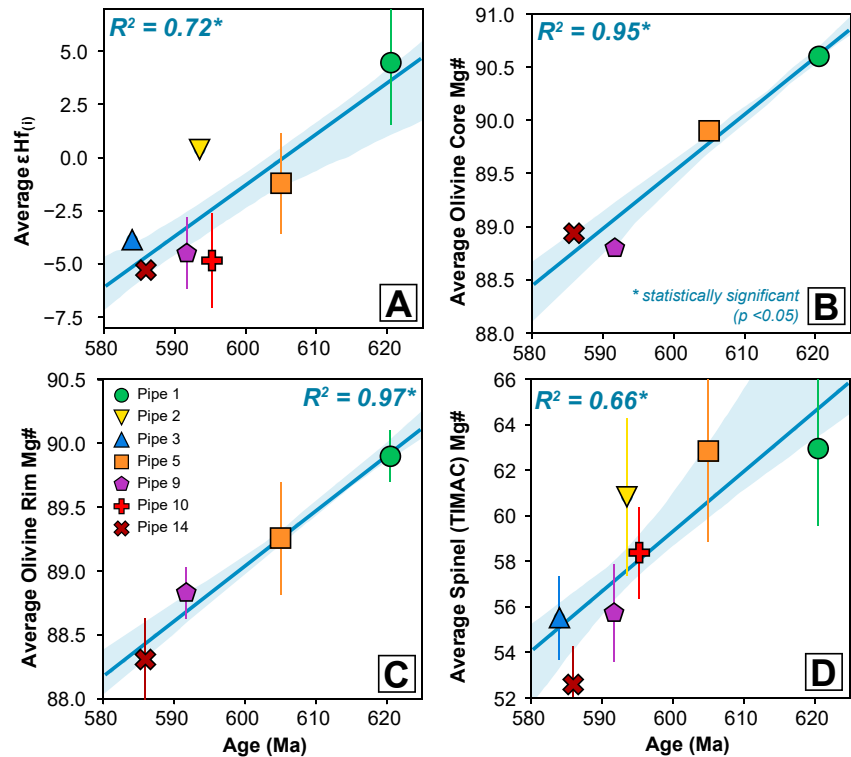 R² = 0.72*
Average εHf(i)
5.0
2.5
0.0
−2.5
−5.0
−7.5
580
600
620
A
R² = 0.95*
Average Olivine Core Mg#
91.0
90.5
90.0
89.5
89.0
88.5
88.0
580
590
600
610
620
* statistically significant
(p <0.05)
B
R² = 0.97*
Average Olivine Rim Mg#
90.5
90.0
89.5
89.0
88.5
88.0
Pipe 1
Pipe 2
Pipe 3
Pipe 5
Pipe 9
Pipe 10
Pipe 14
580
590
600
610
620
Age (Ma)
C
R² = 0.66*
Average Spinel (TIMAC) Mg#
66
64
62
60
58
56
54
52
580
590
600
610
620
Age (Ma)
D